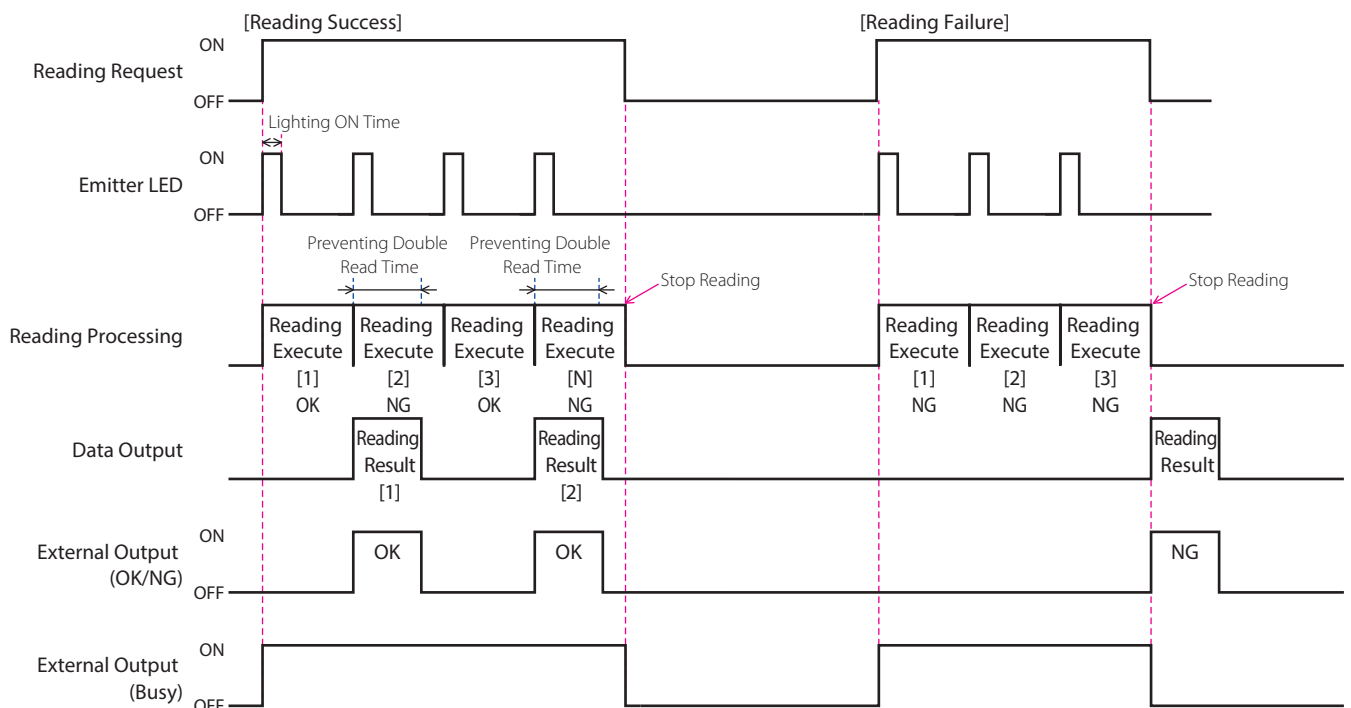 [Reading Success]
[Reading Failure]
ON
Reading Request
OFF
Lighting ON Time
ON
Emitter LED
OFF
Preventing Double
Read Time
Preventing Double
Read Time
Stop Reading
Stop Reading
Reading Processing
Reading
Execute
[1]
OK
Reading
Execute
[2]
NG
Reading
Execute
[3]
OK
Reading
Execute
[N]
NG
Reading
Execute
[1]
NG
Reading
Execute
[2]
NG
Reading
Execute
[3]
NG
Data Output
Reading
Result
[1]
Reading
Result
[2]
Reading
Result
ON
External Output
(OK/NG)
OFF
OK
OK
NG
ON
External Output
(Busy)
OFF